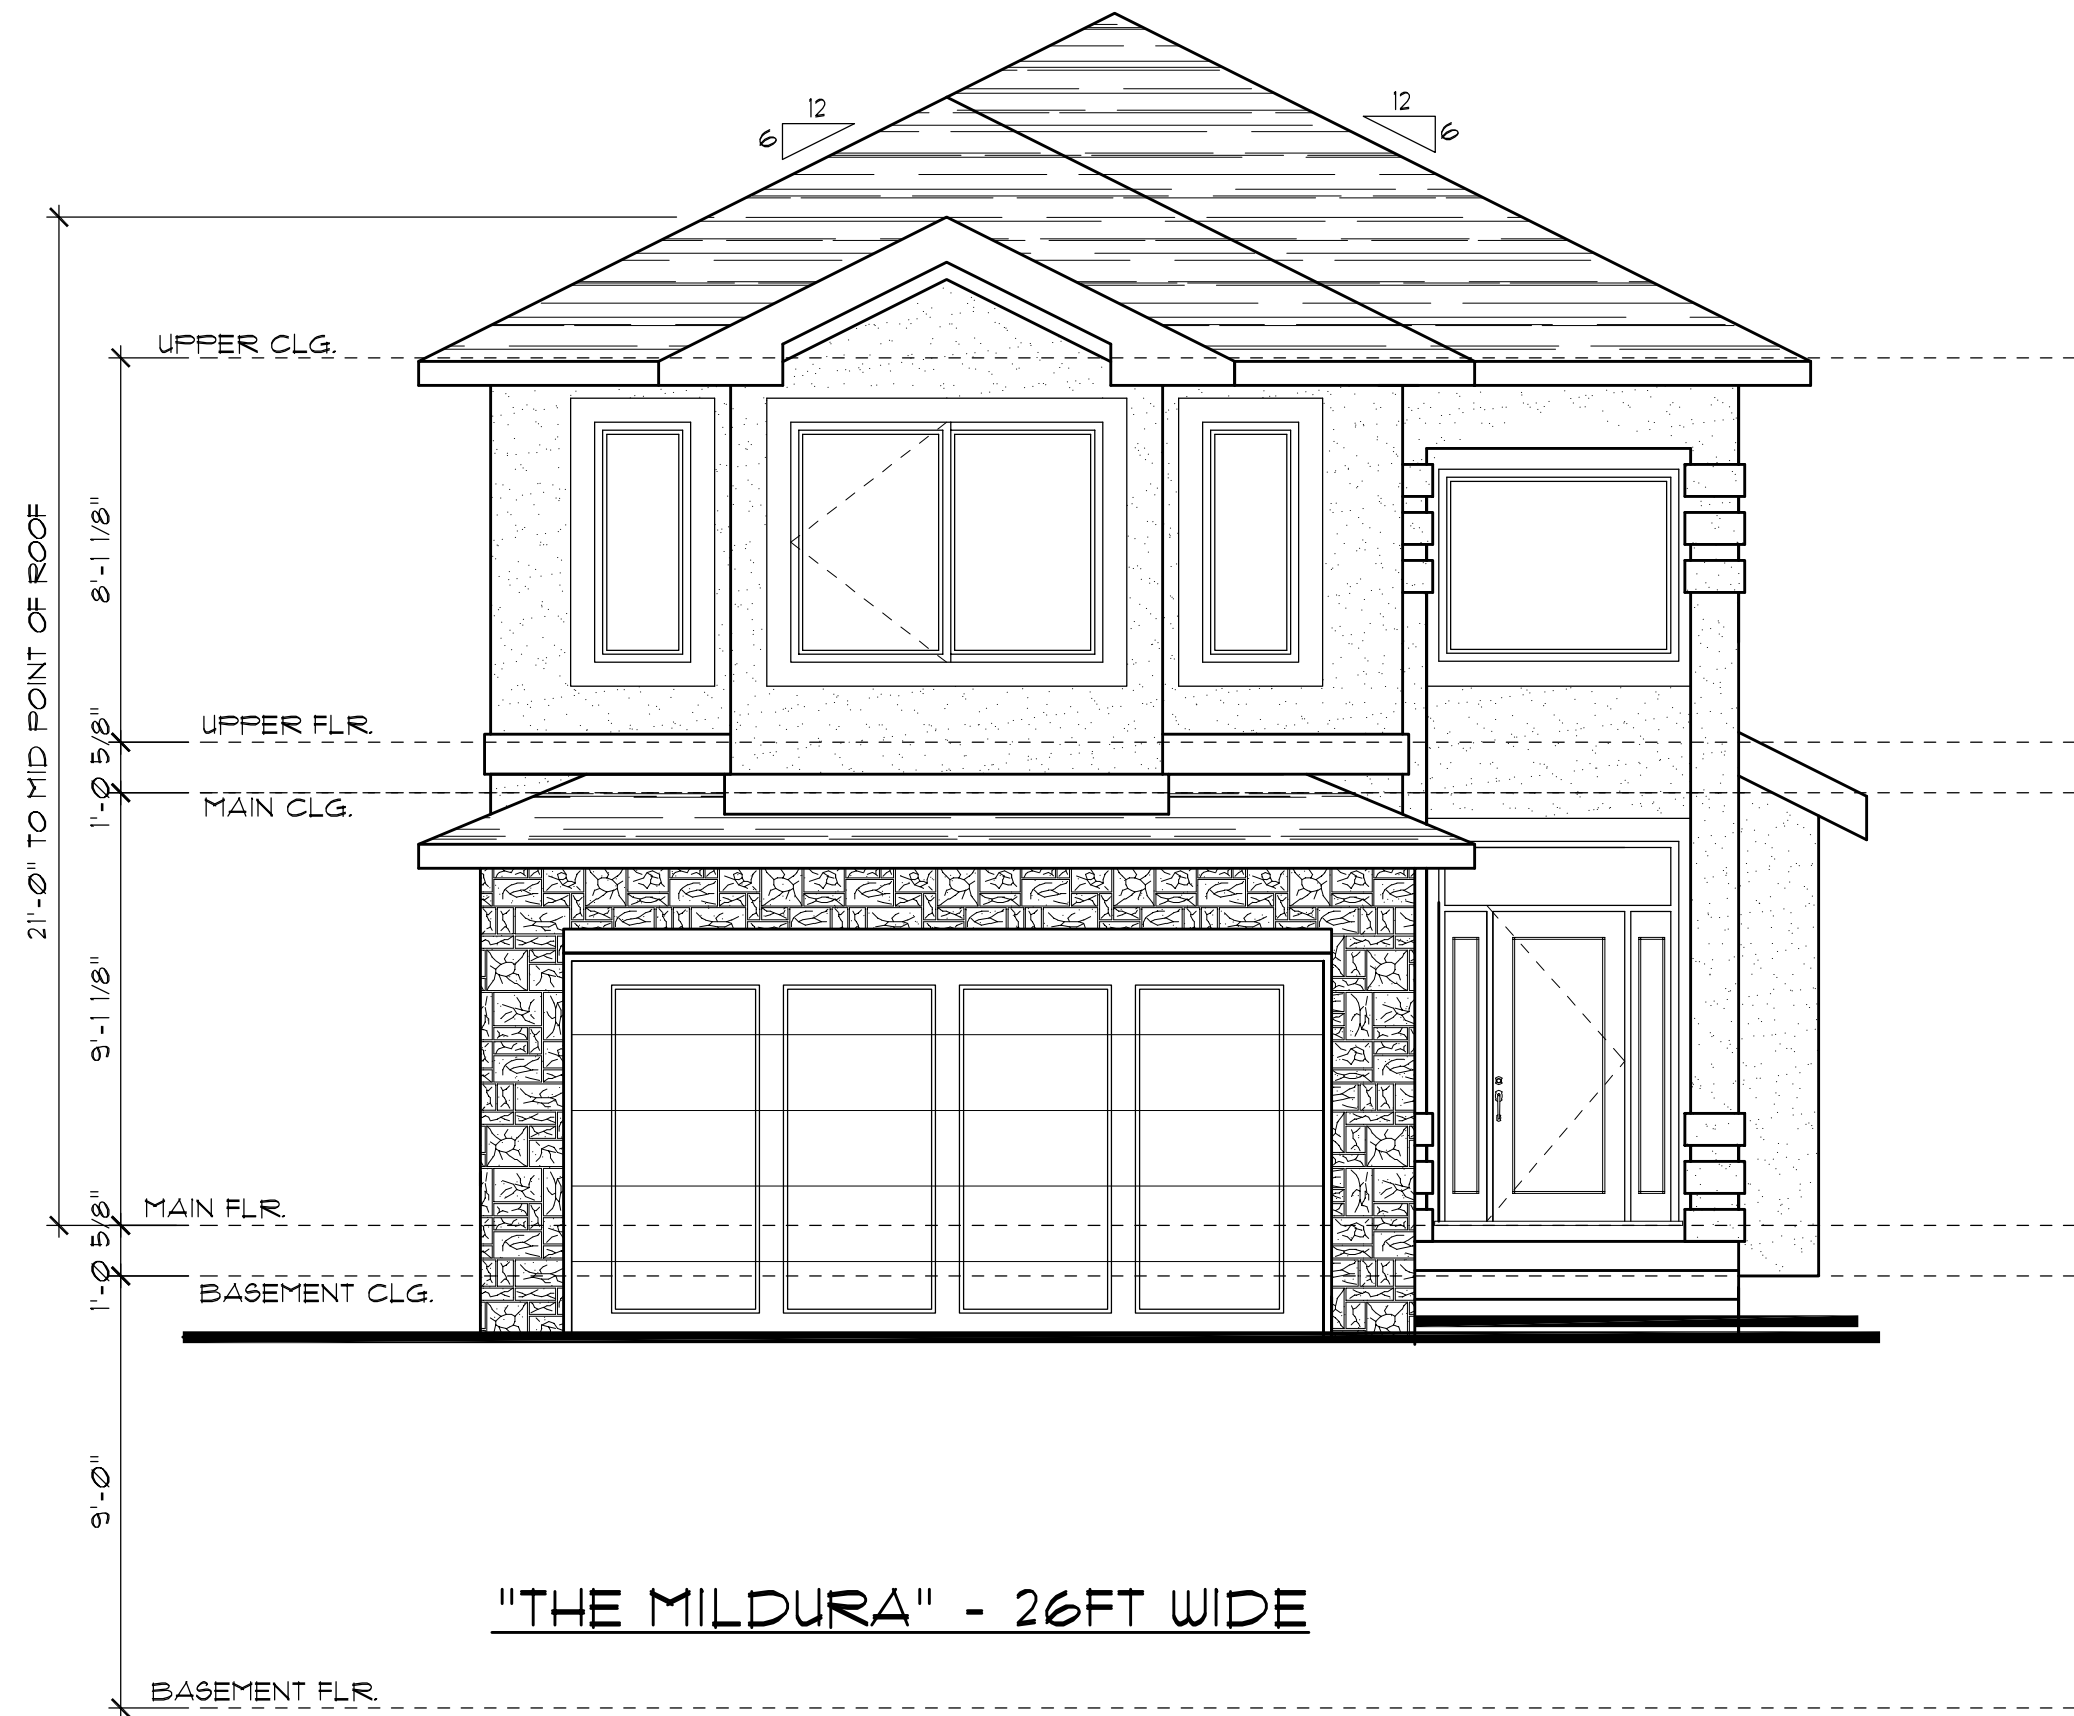 12
6
12
6
UPPER CLG.
8'-1 1/8"
21'-0" TO MID POINT OF ROOF
UPPER FLR.
1'-0 5/8"
MAIN CLG.
9'-1 1/8"
MAIN FLR.
1'-0 5/8"
BASEMENT CLG.
9'-0"
"THE MILDURA" - 26FT WIDE
BASEMENT FLR.